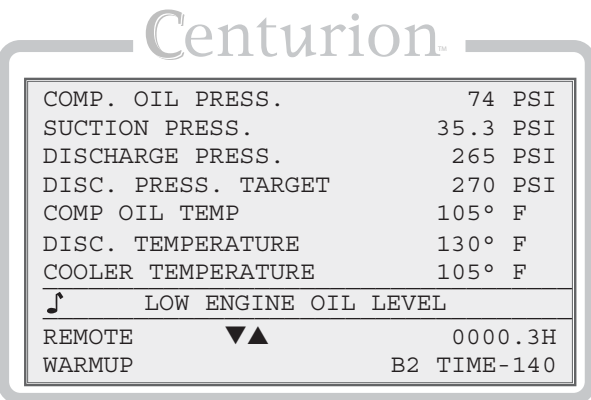 Centurion™
COMP. OIL PRESS. 74 PSI
SUCTION PRESS. 35.3 PSI
DISCHARGE PRESS. 265 PSI
DISC. PRESS. TARGET 270 PSI
COMP OIL TEMP 105° F
DISC. TEMPERATURE 130° F
COOLER TEMPERATURE 105° F
♪ LOW ENGINE OIL LEVEL
REMOTE ▼▲ 0000.3H
WARMUP B2 TIME-140